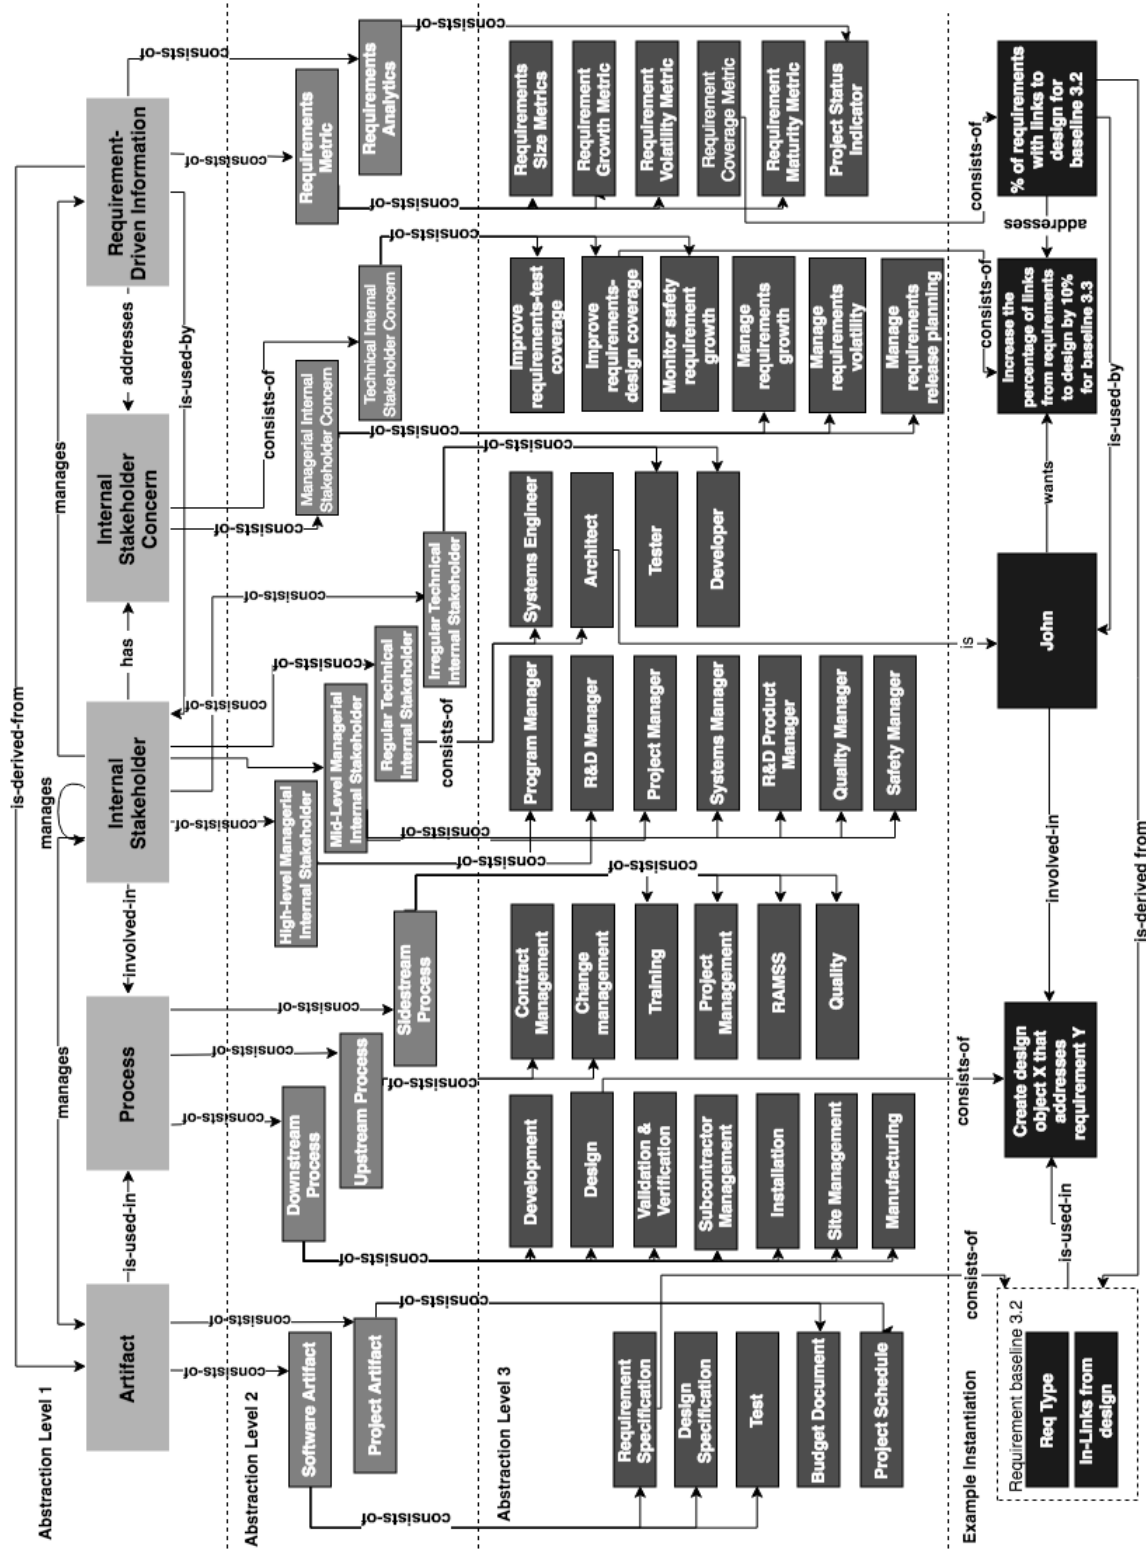 Abstraction Level 1
is-derived-from
manages
manages
manages
Artifact
is-used-in
Process
involved-in
Internal
Stakeholder
has
Internal
Stakeholder
Concern
addresses
Requirement-
Driven Information
is-used-by
consists-of
consists-of
consists-of
consists-of
consists-of
consists-of
consists-of
consists-of
consists-of
consists-of
consists-of
consists-of
consists-of
Abstraction Level 2
Software Artifact
Project Artifact
Downstream
Process
Upstream Process
Sidestream
Process
High-level Managerial
Internal Stakeholder
Mid-Level Managerial
Internal Stakeholder
Regular Technical
Internal Stakeholder
Irregular Technical
Internal Stakeholder
Managerial Internal
Stakeholder Concern
Technical Internal
Stakeholder Concern
Requirements
Metric
Requirements
Analytics
consists-of
consists-of
consists-of
consists-of
consists-of
consists-of
consists-of
consists-of
consists-of
consists-of
consists-of
consists-of
consists-of
Abstraction Level 3
Requirement
Specification
Design
Specification
Test
Budget Document
Project Schedule
Development
Design
Validation &
Verification
Subcontractor
Management
Installation
Site Management
Manufacturing
Contract
Management
Change
management
Training
Project
Management
RAMSS
Quality
Program Manager
R&D Manager
Project Manager
Systems Manager
R&D Product
Manager
Quality Manager
Safety Manager
Systems Engineer
Architect
Tester
Developer
Improve
requirements-test
coverage
Improve
requirements-
design coverage
Monitor safety
requirement
growth
Manage
requirements
growth
Manage
requirements
volatility
Manage
requirements
release planning
Requirements
Size Metrics
Requirement
Growth Metric
Requirement
Volatility Metric
Requirement
Coverage Metric
Requirement
Maturity Metric
Project Status
Indicator
Example Instantiation
consists-of
consists-of
is
consists-of
consists-of
Requirement baseline 3.2
Req Type
In-Links from
design
is-used-in
Create design
object X that
addresses
requirement Y
involved-in
John
wants
Increase the
percentage of links
from requirements
to design by 10%
for baseline 3.3
addresses
% of requirements
with links to
design for
baseline 3.2
is-used-by
is-derived from